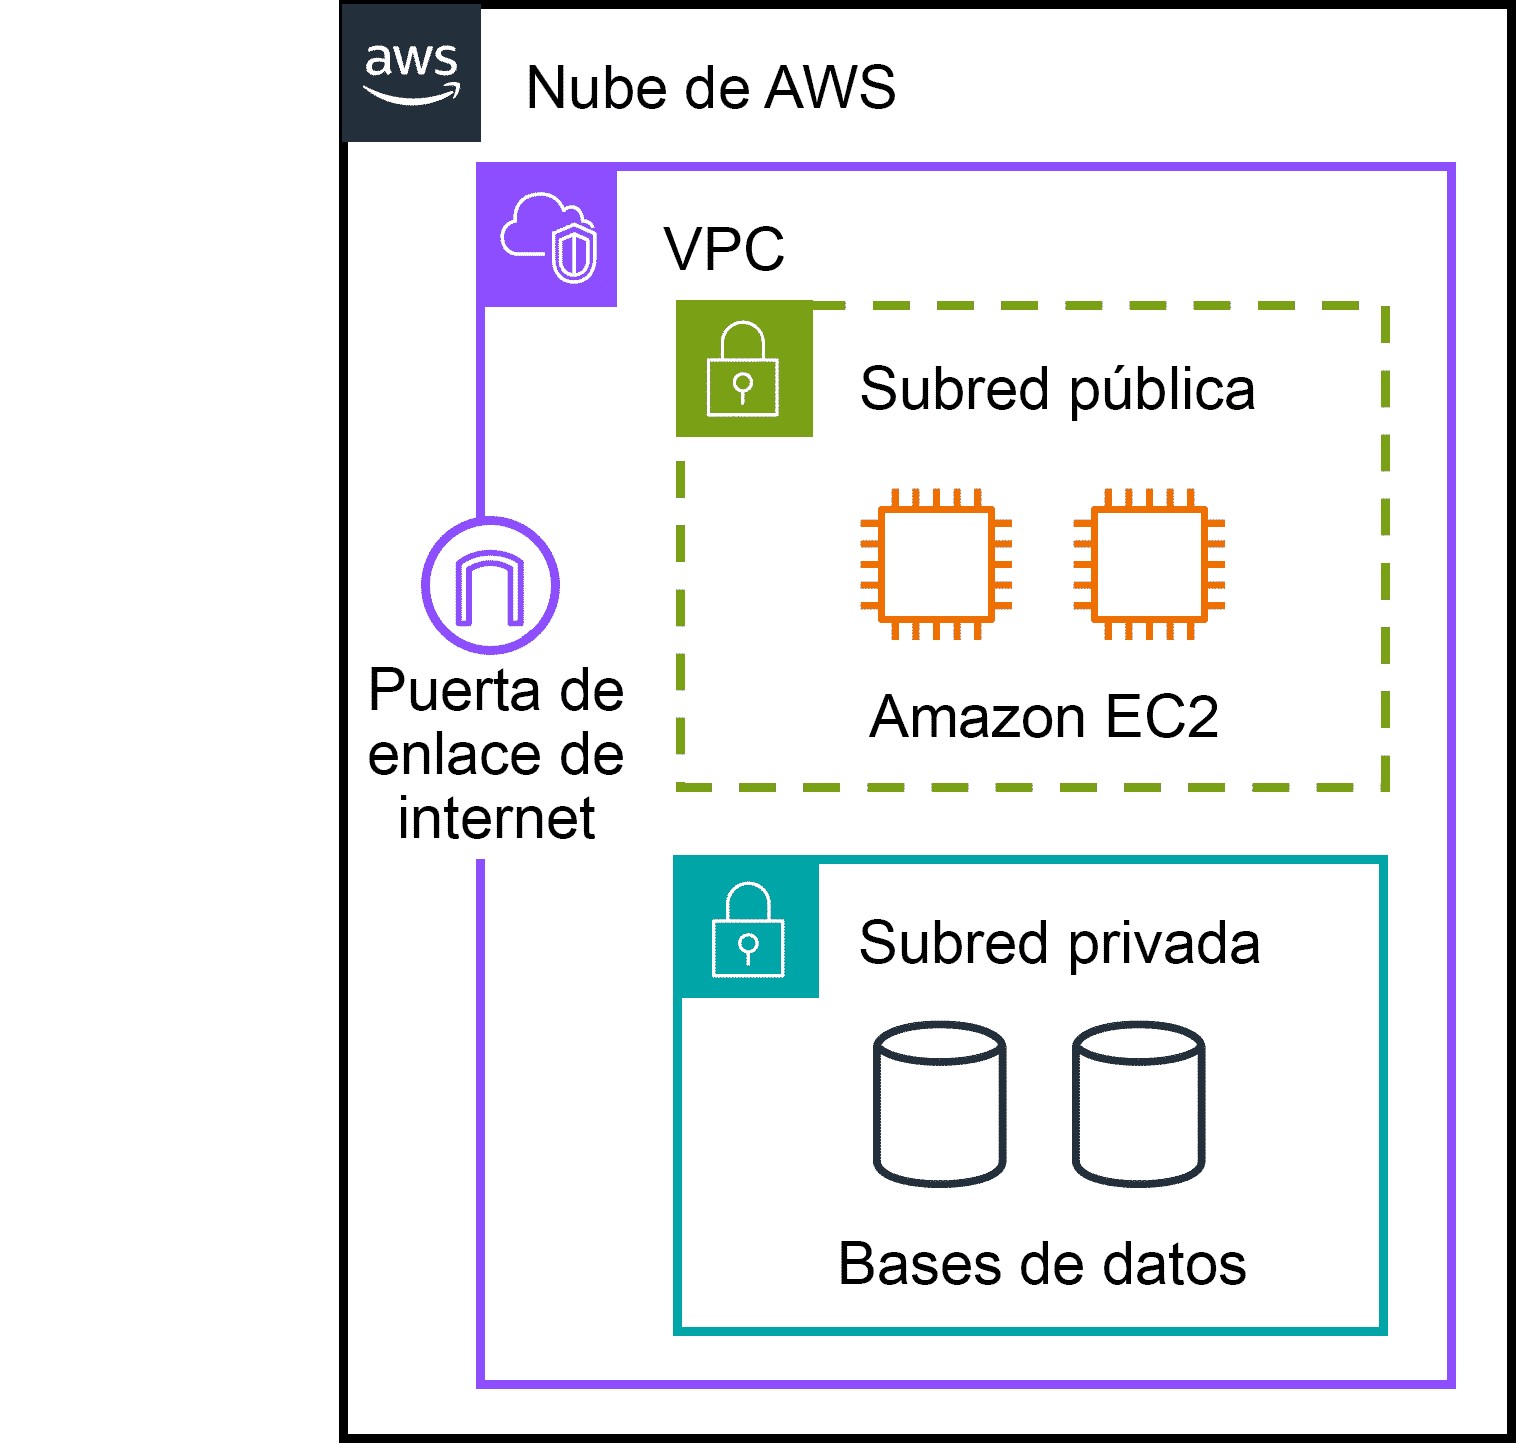 aws
Nube de AWS
VPC
Subred pública
Amazon EC2
Puerta de
enlace de
internet
Subred privada
Bases de datos